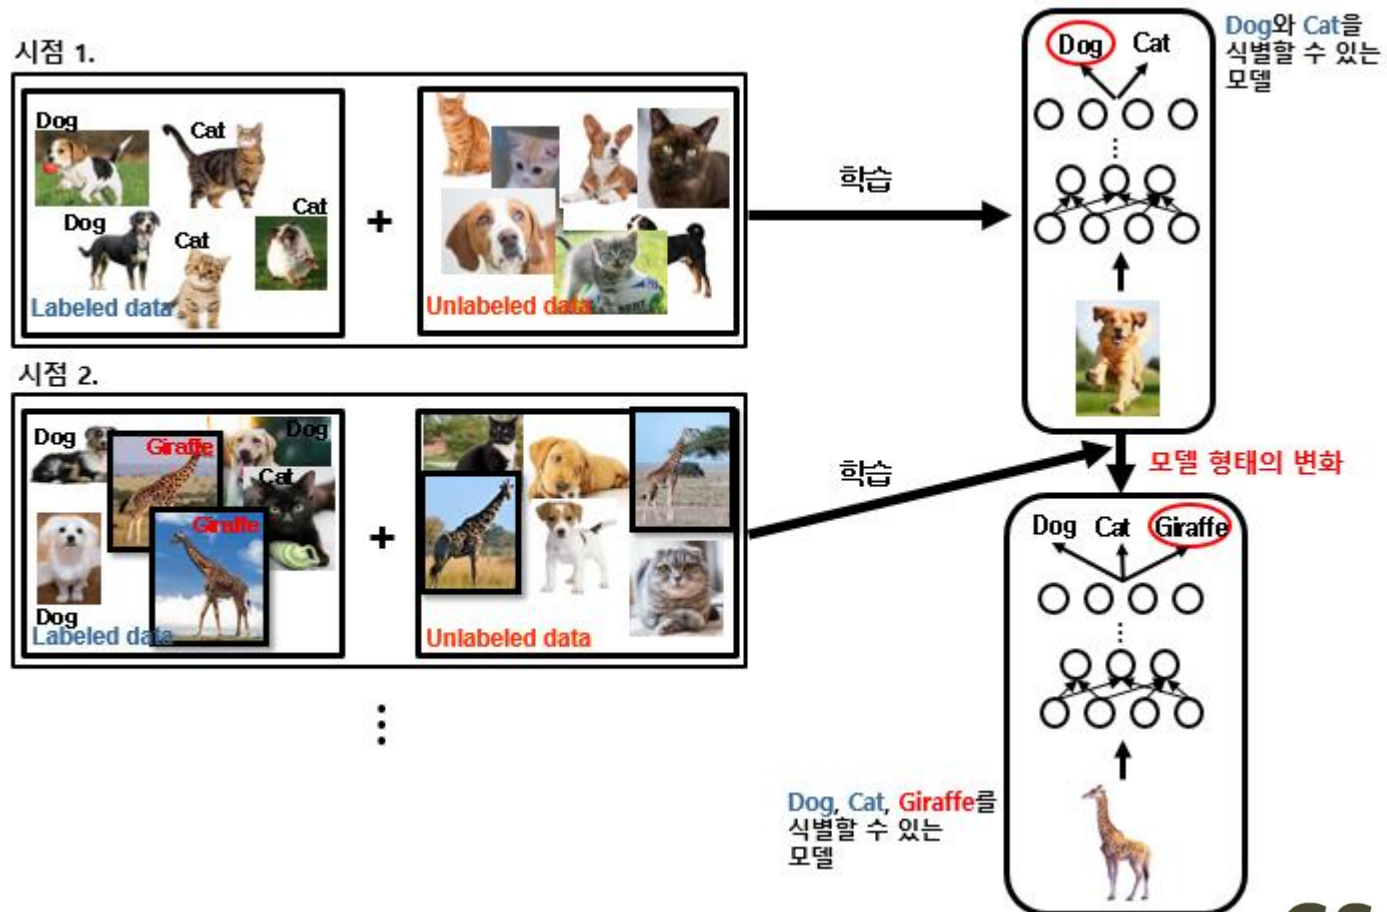 시점 1.
Dog
Cat
Dog
Cat
Cat
Labeled data
+
Unlabeled data
학습
Dog Cat
Dog와 Cat을
식별할 수 있는
모델
시점 2.
Dog
Giraffe
Dog
Cat
Giraffe
Dog
Labeled data
+
Unlabeled data
학습
모델 형태의 변화
Dog Cat Giraffe
Dog, Cat, Giraffe를
식별할 수 있는
모델